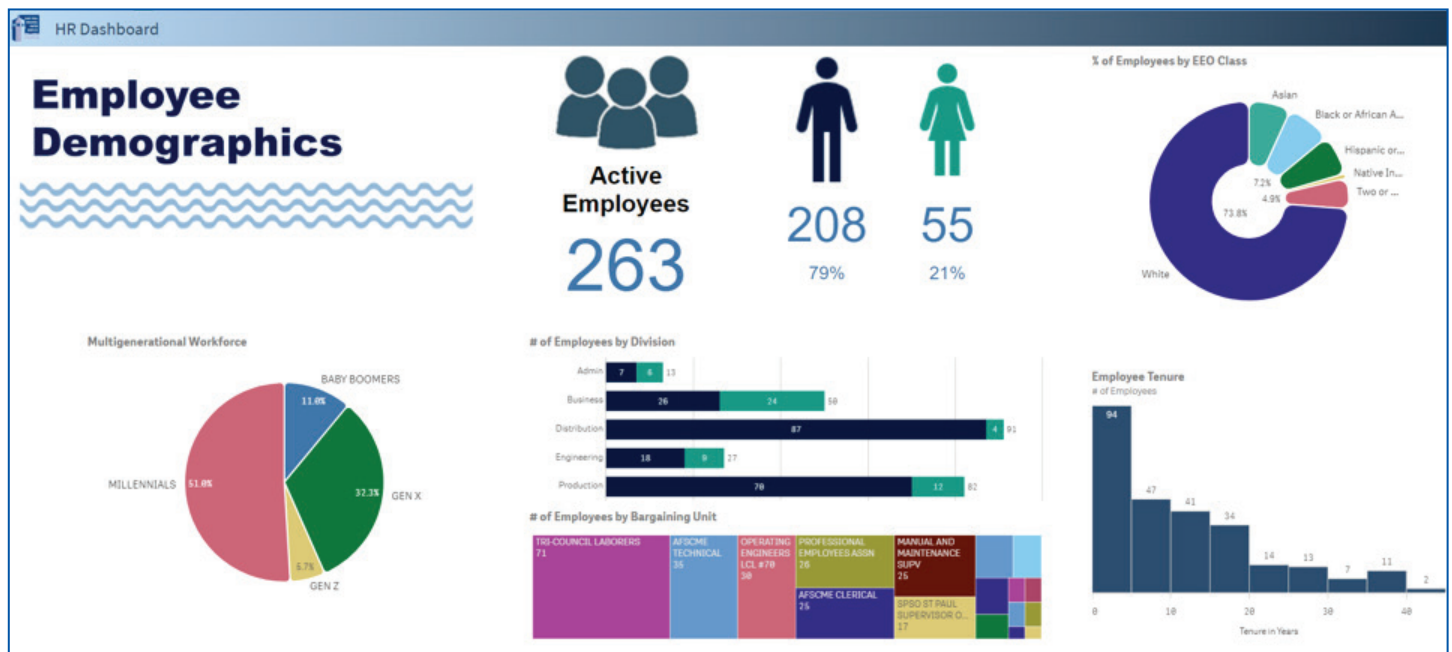 HR Dashboard
Employee
Demographics
Active
Employees
263
208
79%
55
21%
% of Employees by EEO Class
Asian
Black or African A...
Hispanic or...
Native In...
Two or ...
7.2%
4.9%
73.8%
White
Multigenerational Workforce
BABY BOOMERS
11.0%
MILLENNIALS
51.0%
32.3%
GEN X
5.7%
GEN Z
# of Employees by Division
Admin 7 6 13
Business 26 24 50
Distribution 87 4 91
Engineering 18 9 27
Production 70 12 82
# of Employees by Bargaining Unit
TRI-COUNCIL LABORERS
71
AFSCME
TECHNICAL
35
OPERATING
ENGINEERS
LCL #70
30
PROFESSIONAL
EMPLOYEES ASSN
26
AFSCME CLERICAL
25
MANUAL AND
MAINTENANCE
SUPV
25
SPSO ST PAUL
SUPERVISOR O...
17
Employee Tenure
# of Employees
94
47
41
34
14
13
7
11
2
0 10 20 30 40
Tenure in Years